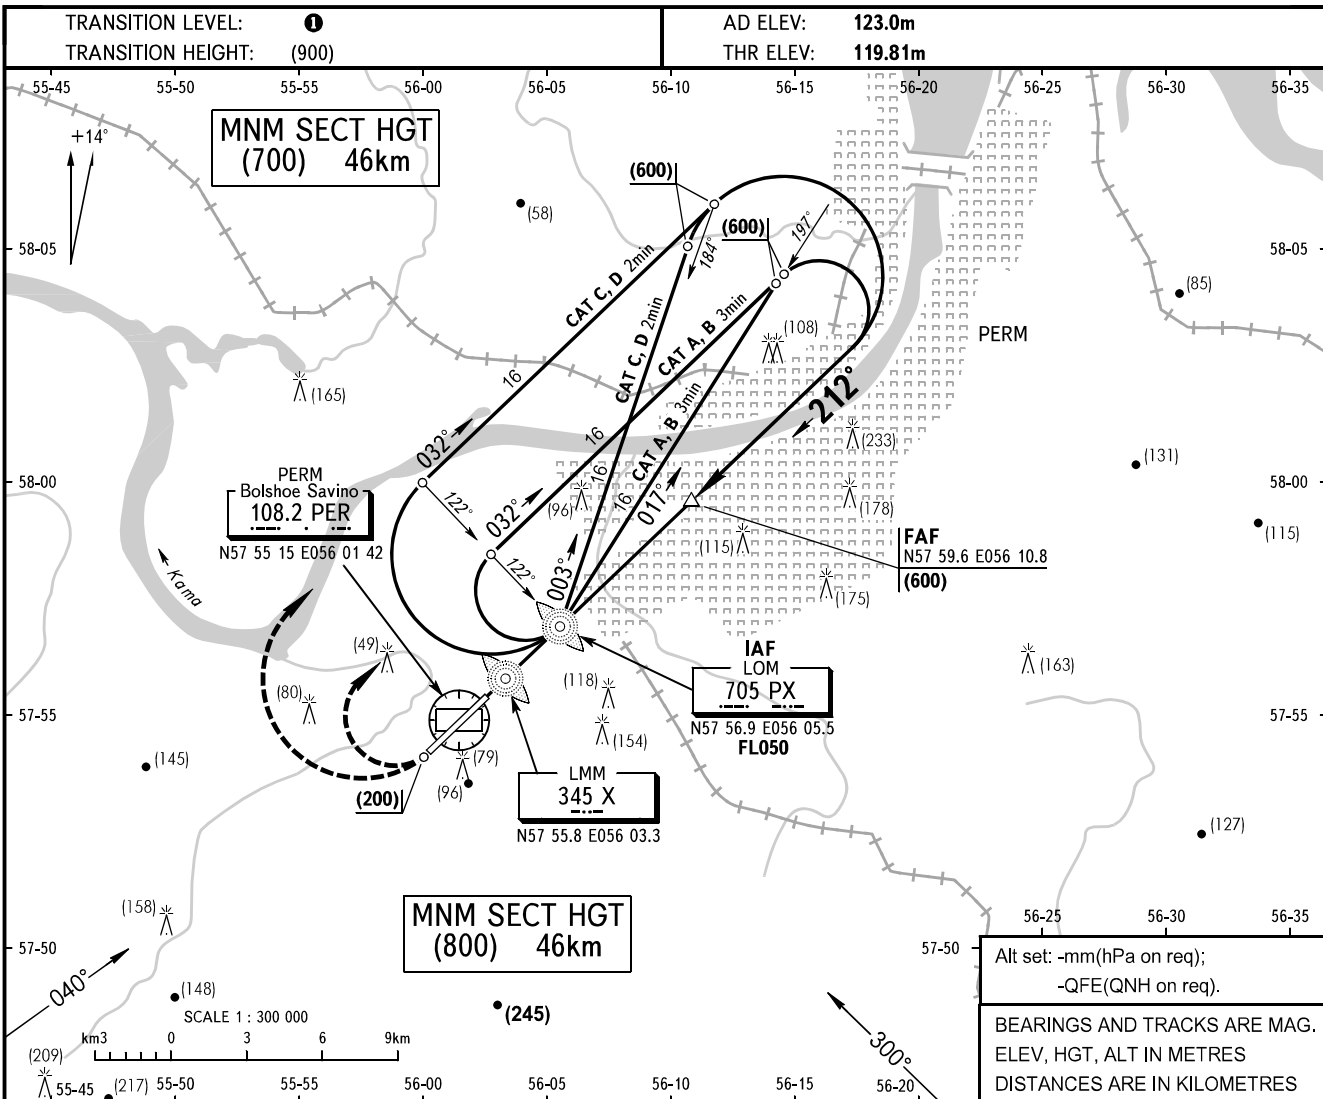 TRANSITION LEVEL: ❶
TRANSITION HEIGHT: (900)
AD ELEV: 123.0m
THR ELEV: 119.81m
55-45 55-50 55-55 56-00 56-05 56-10 56-15 56-20 56-25 56-30 56-35
+14°
MNM SECT HGT
(700) 46km
(600)
(58)
(600)
197°
184°
58-05
58-05
(85)
CAT C, D 2min
CAT C, D 2min
CAT A, B 3min
(108)
PERM
(165)
16
212°
CAT A, B 3min
16
(233)
032°
(131)
16
PERM
Bolshoe Savino
108.2 PER
N57 55 15 E056 01 42
58-00
58-00
122°
032°
(96)
16
017°
(178)
(115)
(115)
FAF
N57 59.6 E056 10.8
(600)
122°
003°
(175)
Kama
(49)
IAF
LOM
705 PX
N57 56.9 E056 05.5
FL050
(163)
(80)
(118)
57-55
57-55
(154)
(145)
(79)
(96)
(200)
LMM
345 X
N57 55.8 E056 03.3
(127)
(158)
MNM SECT HGT
(800) 46km
56-25 56-30 56-35
57-50
57-50
Alt set: -mm(hPa on req);
-QFE(QNH on req).
040°
(148)
(245)
SCALE 1 : 300 000
km3 0 3 6 9km
300°
BEARINGS AND TRACKS ARE MAG.
ELEV, HGT, ALT IN METRES
DISTANCES ARE IN KILOMETRES
(209)
55-45 (217) 55-50 55-55 56-00 56-05 56-10 56-15 56-20